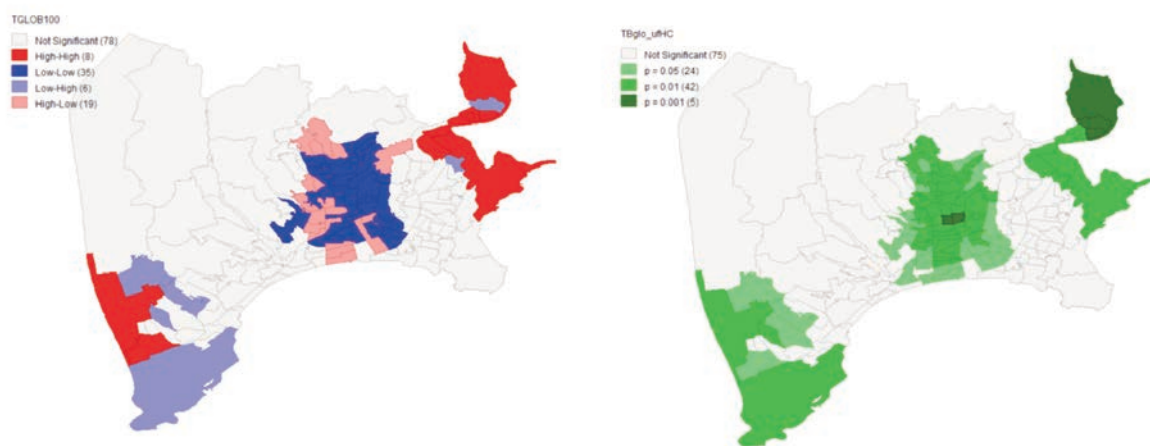 TGLOB100
Not Significant (78)
High-High (8)
Low-Low (35)
Low-High (6)
High-Low (19)
TBglo_ufHC
Not Significant (75)
p = 0.05 (24)
p = 0.01 (42)
p = 0.001 (5)